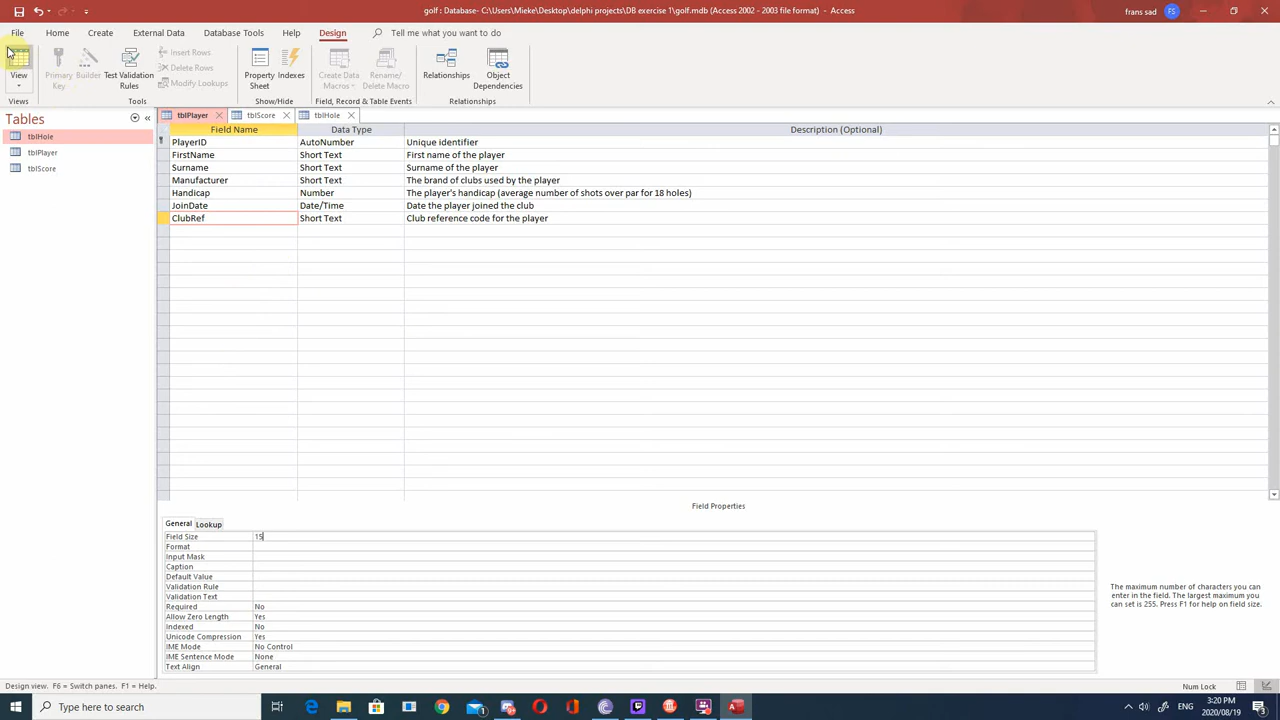 golf : Database- C:\Users\Mieke\Desktop\delphi projects\DB exercise 1\golf.mdb (Access 2002 - 2003 file format) - Access
frans sad
FS
File Home Create External Data Database Tools Help Design Tell me what you want to do
View
Primary Key
Builder
Test Validation Rules
Insert Rows
Delete Rows
Modify Lookups
Property Sheet
Indexes
Create Data Macros
Rename/ Delete Macro
Relationships
Object Dependencies
Views
Tools
Show/Hide
Field, Record & Table Events
Relationships
Tables
tblHole
tblPlayer
tblScore
tblPlayer tblScore tblHole
Field Name Data Type Description (Optional)
PlayerID AutoNumber Unique identifier
FirstName Short Text First name of the player
Surname Short Text Surname of the player
Manufacturer Short Text The brand of clubs used by the player
Handicap Number The player's handicap (average number of shots over par for 18 holes)
JoinDate Date/Time Date the player joined the club
ClubRef Short Text Club reference code for the player
Field Properties
General Lookup
Field Size 15
Format
Input Mask
Caption
Default Value
Validation Rule
Validation Text
Required No
Allow Zero Length Yes
Indexed No
Unicode Compression Yes
IME Mode No Control
IME Sentence Mode None
Text Align General
The maximum number of characters you can
enter in the field. The largest maximum you
can set is 255. Press F1 for help on field size.
Design view. F6 = Switch panes. F1 = Help.
Num Lock
Type here to search
ENG
3:20 PM
2020/08/19